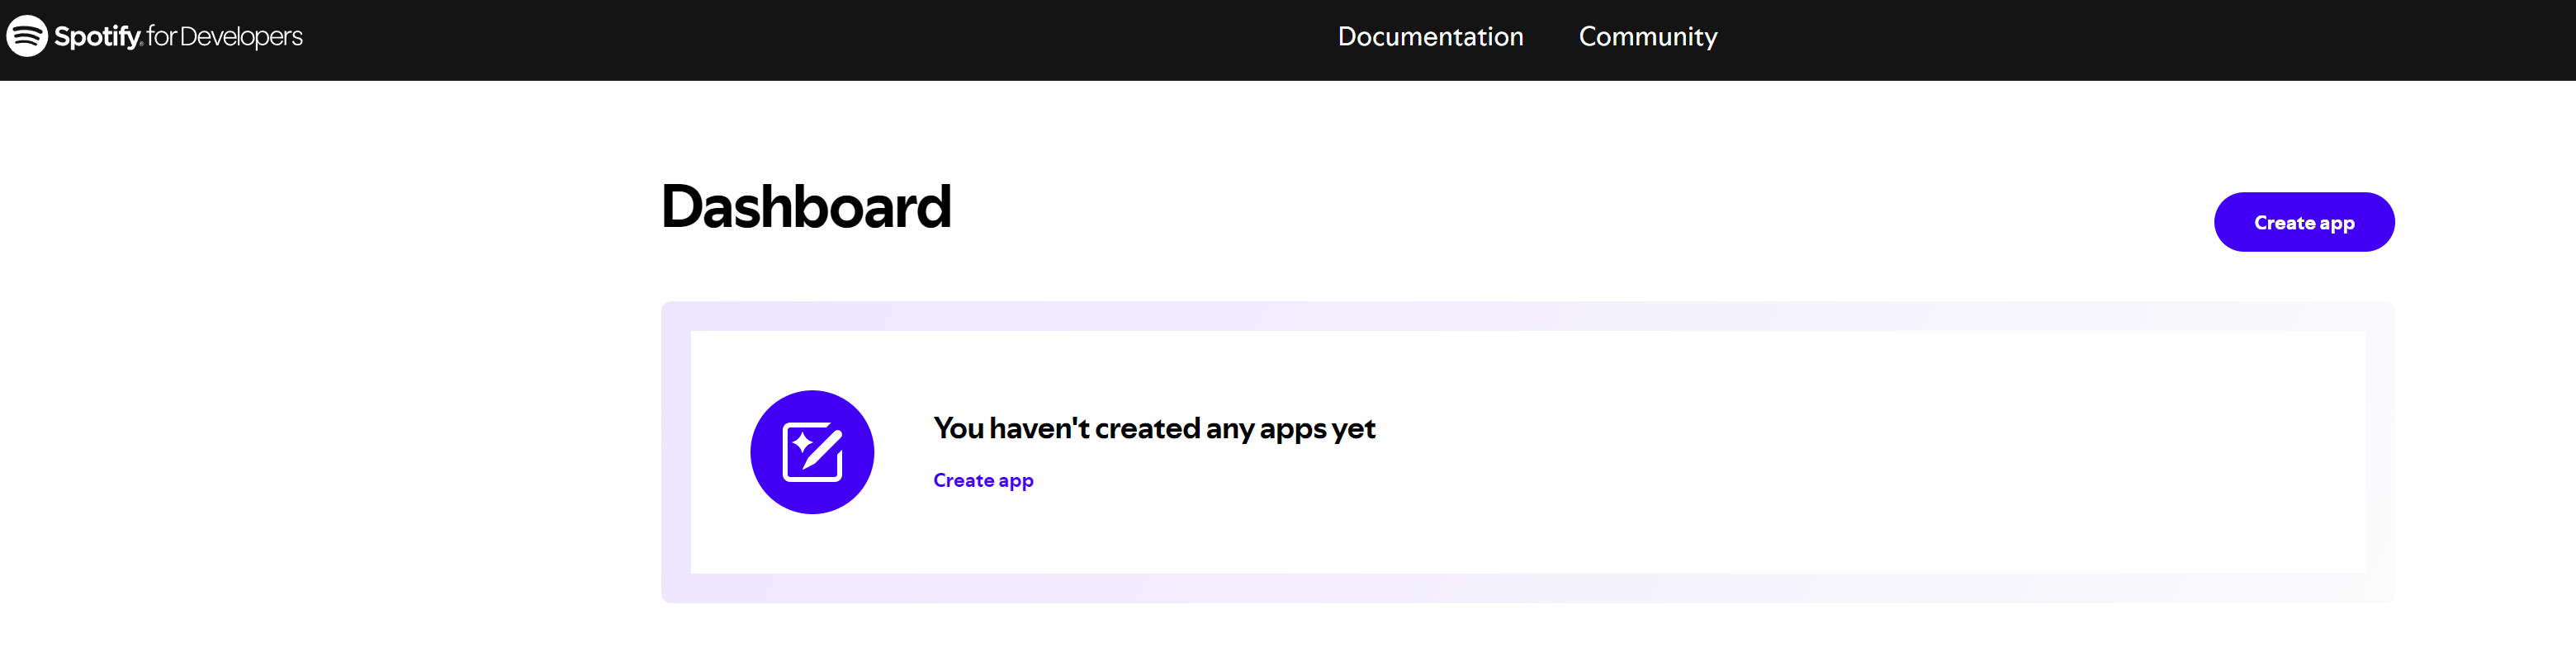 Spotify® for Developers
Documentation
Community
Dashboard
Create app
You haven't created any apps yet
Create app